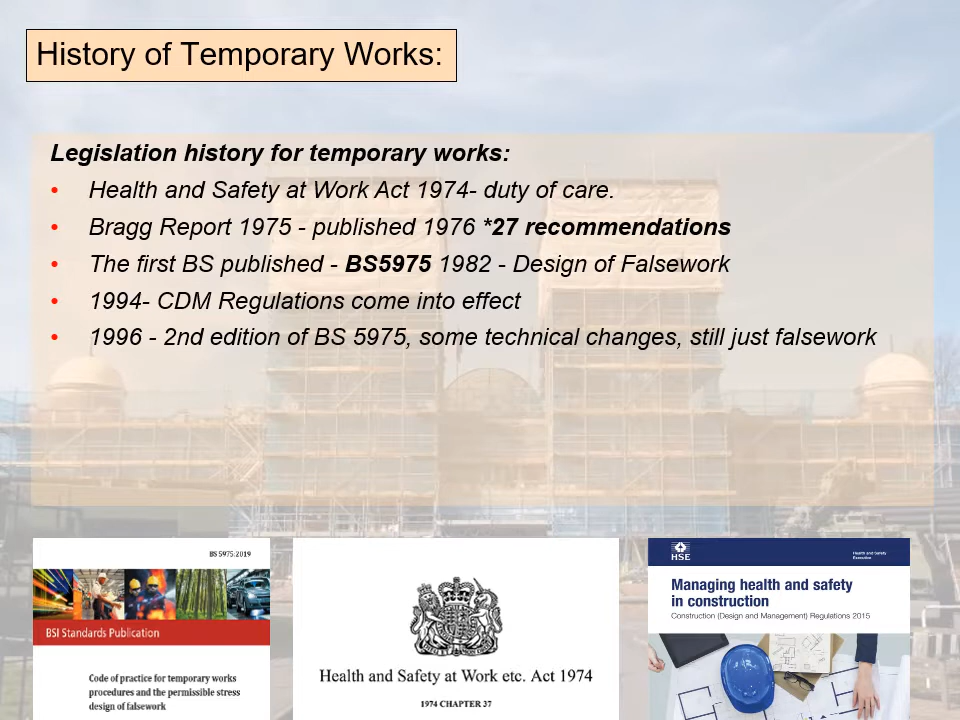 History of Temporary Works:
Legislation history for temporary works:
• Health and Safety at Work Act 1974- duty of care.
• Bragg Report 1975 - published 1976 *27 recommendations
• The first BS published - BS5975 1982 - Design of Falsework
• 1994- CDM Regulations come into effect
• 1996 - 2nd edition of BS 5975, some technical changes, still just falsework
BS 5975:2019
BSI Standards Publication
Code of practice for temporary works
procedures and the permissible stress
design of falsework
Health and Safety at Work etc. Act 1974
1974 CHAPTER 37
HSE
Health and Safety
Executive
Managing health and safety
in construction
Construction (Design and Management) Regulations 2015